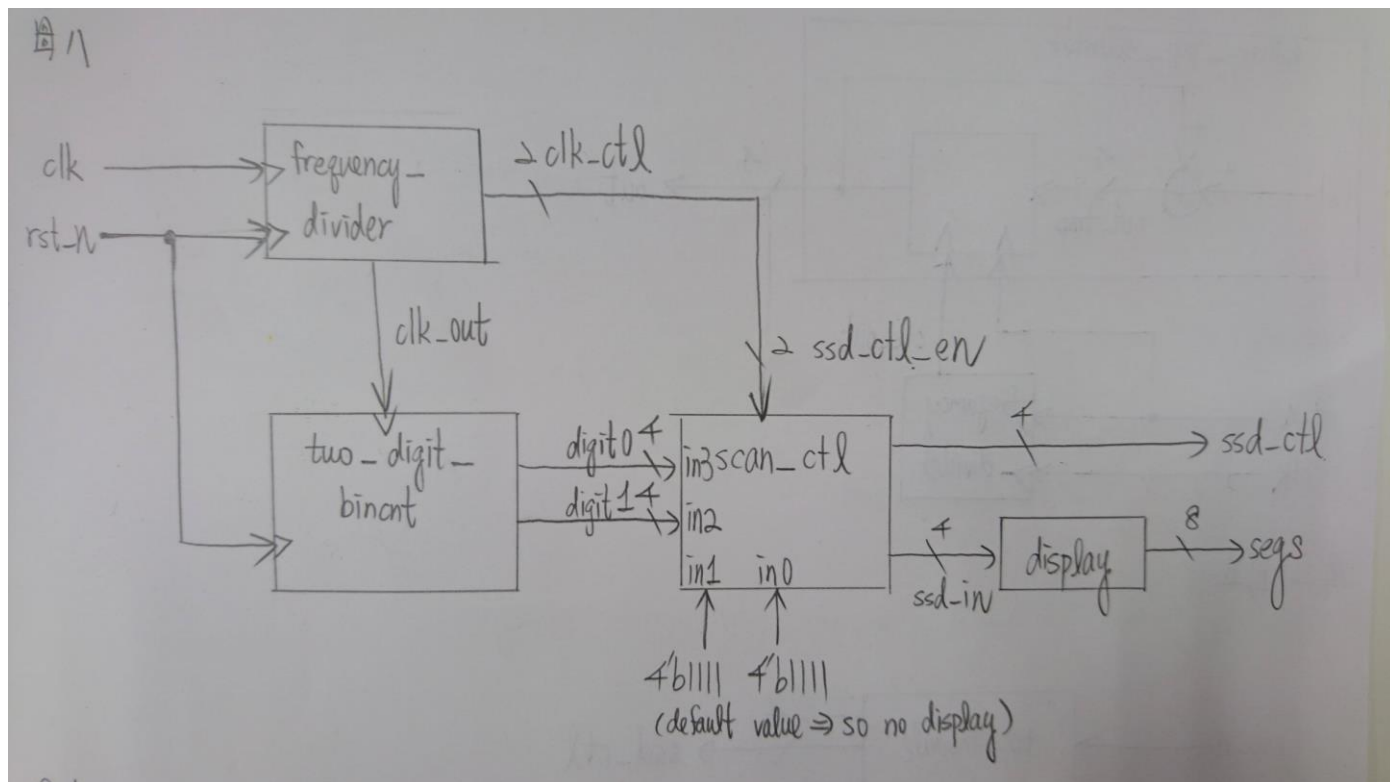 圖八
clk
rst_n
frequency_
divider
2 clk_ctl
clk_out
2 ssd_ctl_en
two_digit_
bincnt
digit0 4
digit1 4
in3 scan_ctl
in2
in1 in0
4 ssd_ctl
4
ssd_in
display
8 segs
4'b1111 4'b1111
(default value ⇒ so no display)